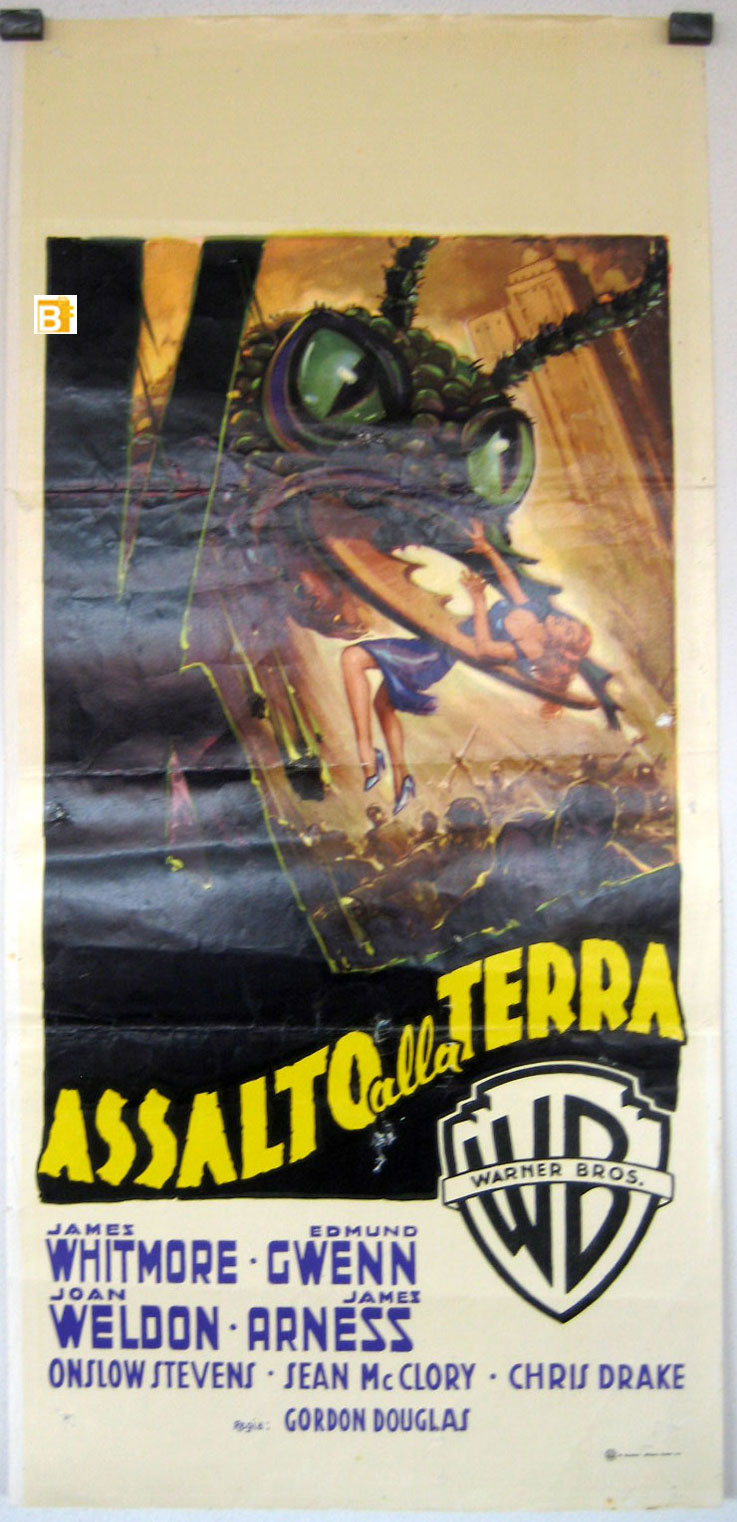 B
ASSALTO alla TERRA
WB
WARNER BROS.
JAMES EDMUND
WHITMORE · GWENN
JOAN JAMES
WELDON · ARNESS
ONSLOW STEVENS · SEAN McCLORY · CHRIS DRAKE
Regia: GORDON DOUGLAS